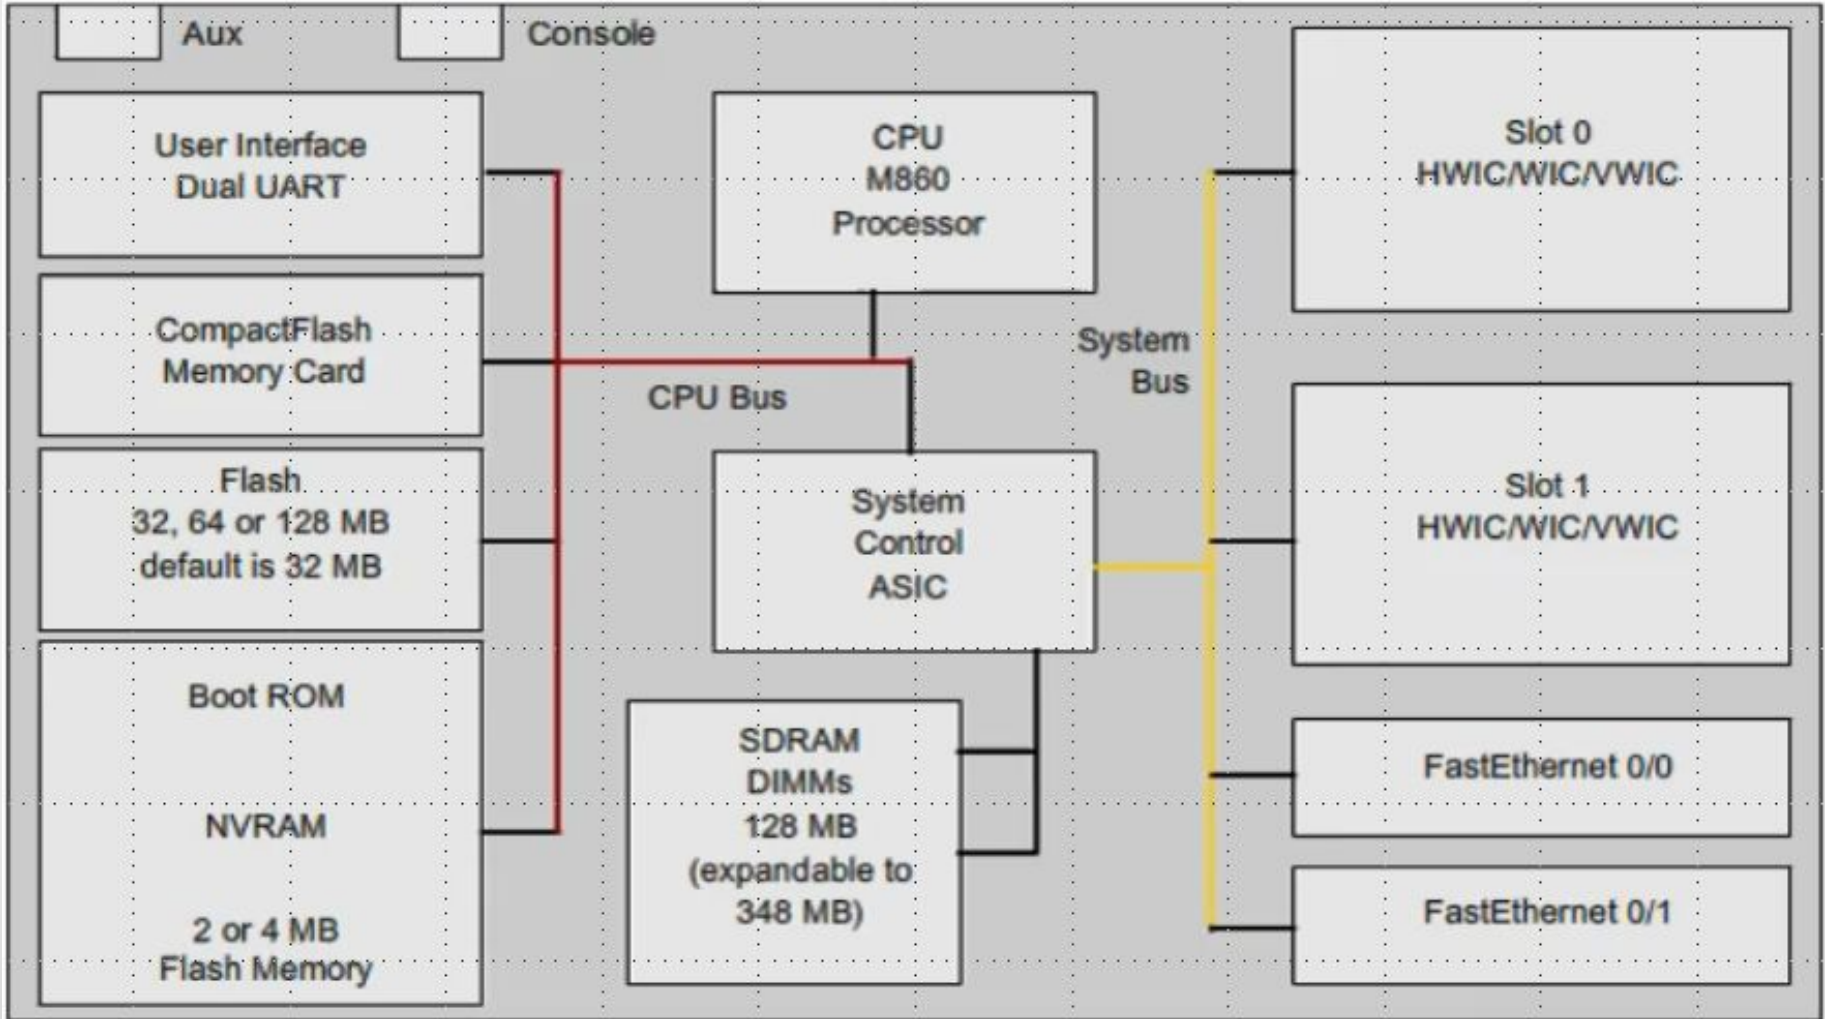 Aux
Console
User Interface
Dual UART
CompactFlash
Memory Card
Flash
32, 64 or 128 MB
default is 32 MB
Boot ROM
NVRAM
2 or 4 MB
Flash Memory
CPU
M860
Processor
CPU Bus
System
Control
ASIC
SDRAM
DIMMs
128 MB
(expandable to
348 MB)
System
Bus
Slot 0
HWIC/WIC/VWIC
Slot 1
HWIC/WIC/VWIC
FastEthernet 0/0
FastEthernet 0/1